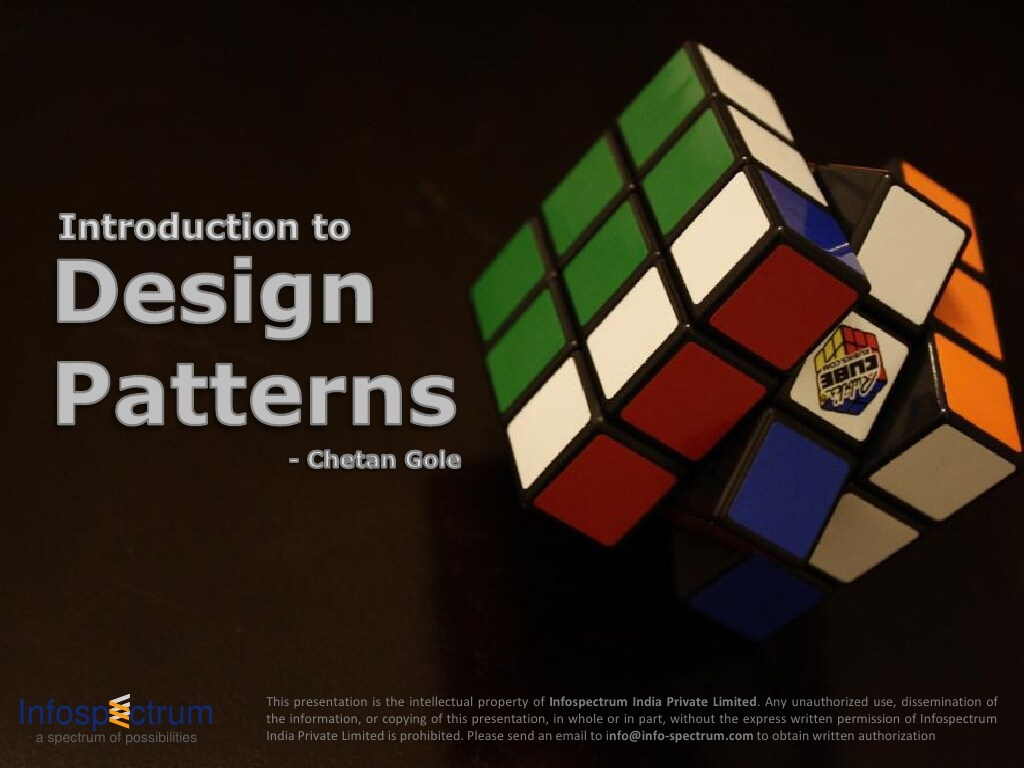 Introduction to
Design
Patterns
- Chetan Gole
CUBE
Infospectrum
a spectrum of possibilities
This presentation is the intellectual property of Infospectrum India Private Limited. Any unauthorized use, dissemination of
the information, or copying of this presentation, in whole or in part, without the express written permission of Infospectrum
India Private Limited is prohibited. Please send an email to info@info-spectrum.com to obtain written authorization